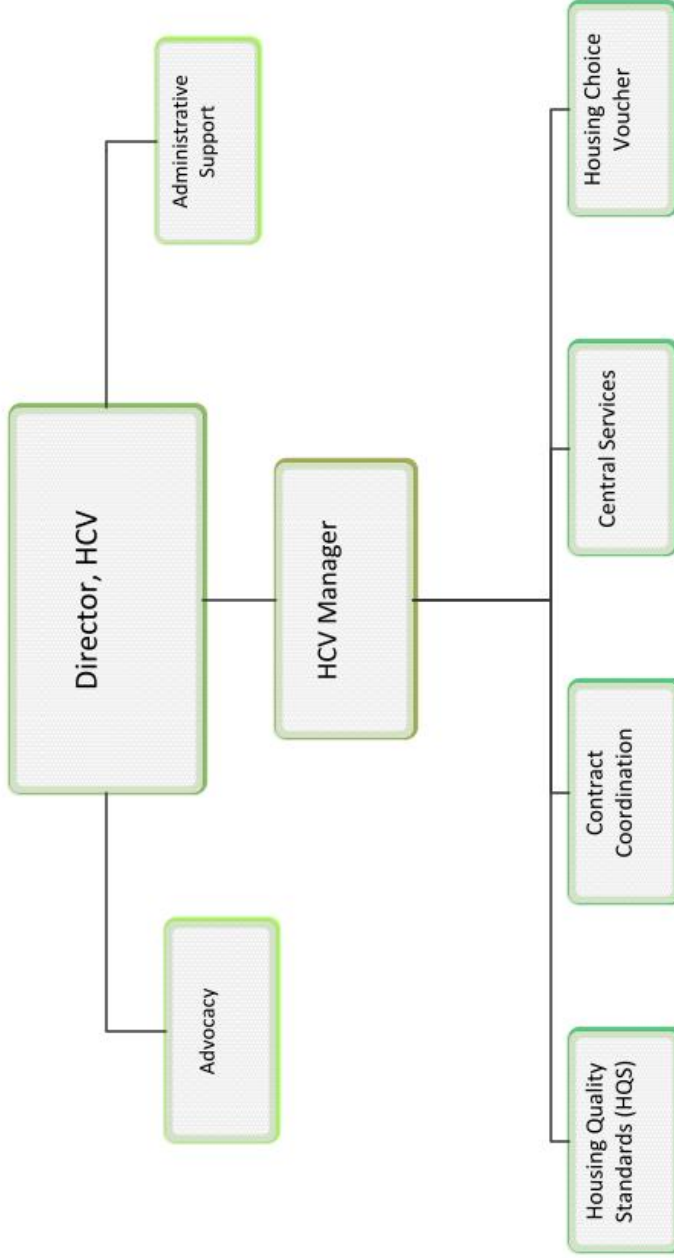 Director, HCV
Advocacy
Administrative
Support
HCV Manager
Housing Quality
Standards (HQS)
Contract
Coordination
Central Services
Housing Choice
Voucher